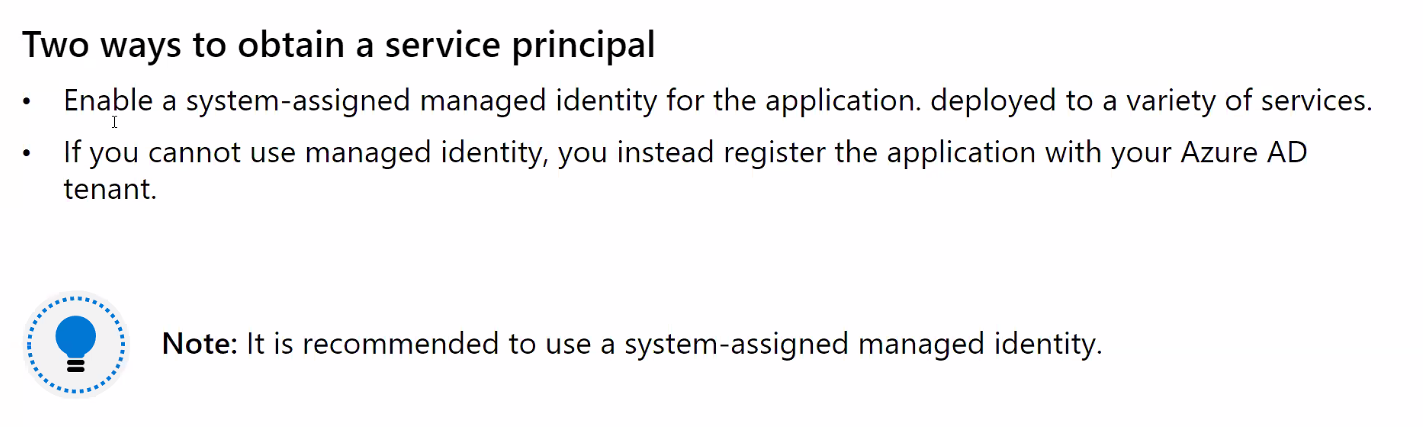 Two ways to obtain a service principal
• Enable a system-assigned managed identity for the application. deployed to a variety of services.
• If you cannot use managed identity, you instead register the application with your Azure AD
tenant.
Note: It is recommended to use a system-assigned managed identity.